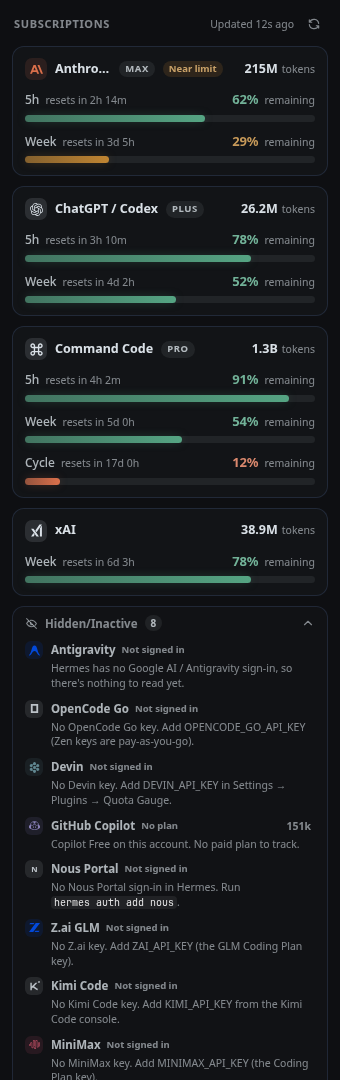 SUBSCRIPTIONS Updated 12s ago
Anthro... MAX Near limit 215M tokens
5h resets in 2h 14m 62% remaining
Week resets in 3d 5h 29% remaining
ChatGPT / Codex PLUS 26.2M tokens
5h resets in 3h 10m 78% remaining
Week resets in 4d 2h 52% remaining
Command Code PRO 1.3B tokens
5h resets in 4h 2m 91% remaining
Week resets in 5d 0h 54% remaining
Cycle resets in 17d 0h 12% remaining
xAI 38.9M tokens
Week resets in 6d 3h 78% remaining
Hidden/Inactive 8
Antigravity Not signed in
Hermes has no Google AI / Antigravity sign-in, so
there's nothing to read yet.
OpenCode Go Not signed in
No OpenCode Go key. Add OPENCODE_GO_API_KEY
(Zen keys are pay-as-you-go).
Devin Not signed in
No Devin key. Add DEVIN_API_KEY in Settings →
Plugins → Quota Gauge.
GitHub Copilot No plan 151k
Copilot Free on this account. No paid plan to track.
N Nous Portal Not signed in
No Nous Portal sign-in in Hermes. Run
hermes auth add nous.
Z.ai GLM Not signed in
No Z.ai key. Add ZAI_API_KEY (the GLM Coding Plan
key).
Kimi Code Not signed in
No Kimi Code key. Add KIMI_API_KEY from the Kimi
Code console.
MiniMax Not signed in
No MiniMax key. Add MINIMAX_API_KEY (the Coding
Plan key).